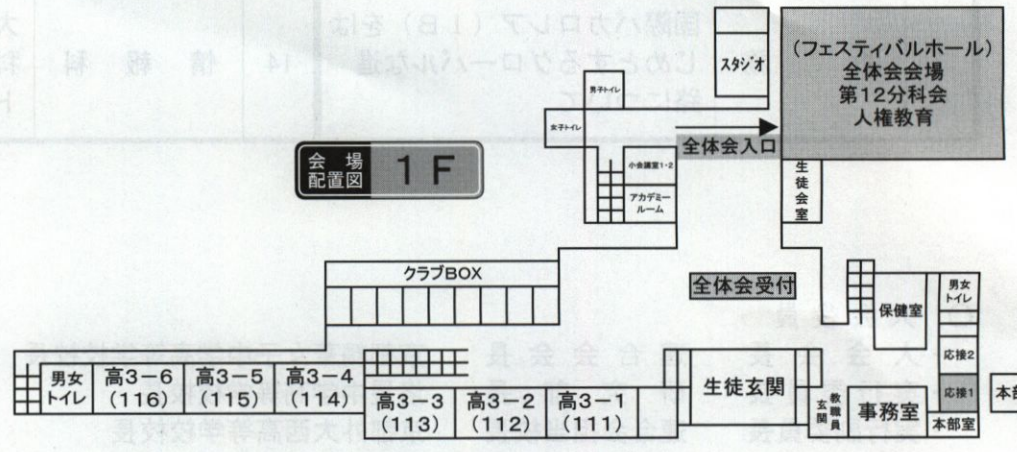 スタジオ
(フェスティバルホール)
全体会会場
第12分科会
人権教育
男子トイレ
女子トイレ
全体会入口
会場
配置図
1F
小会議室1・2
アカデミー
ルーム
生徒会室
クラブBOX
全体会受付
保健室
男女
トイレ
応接2
応接1
本部
男女
トイレ
高3-6
(116)
高3-5
(115)
高3-4
(114)
高3-3
(113)
高3-2
(112)
高3-1
(111)
生徒玄関
教職員
玄関
事務室
本部室